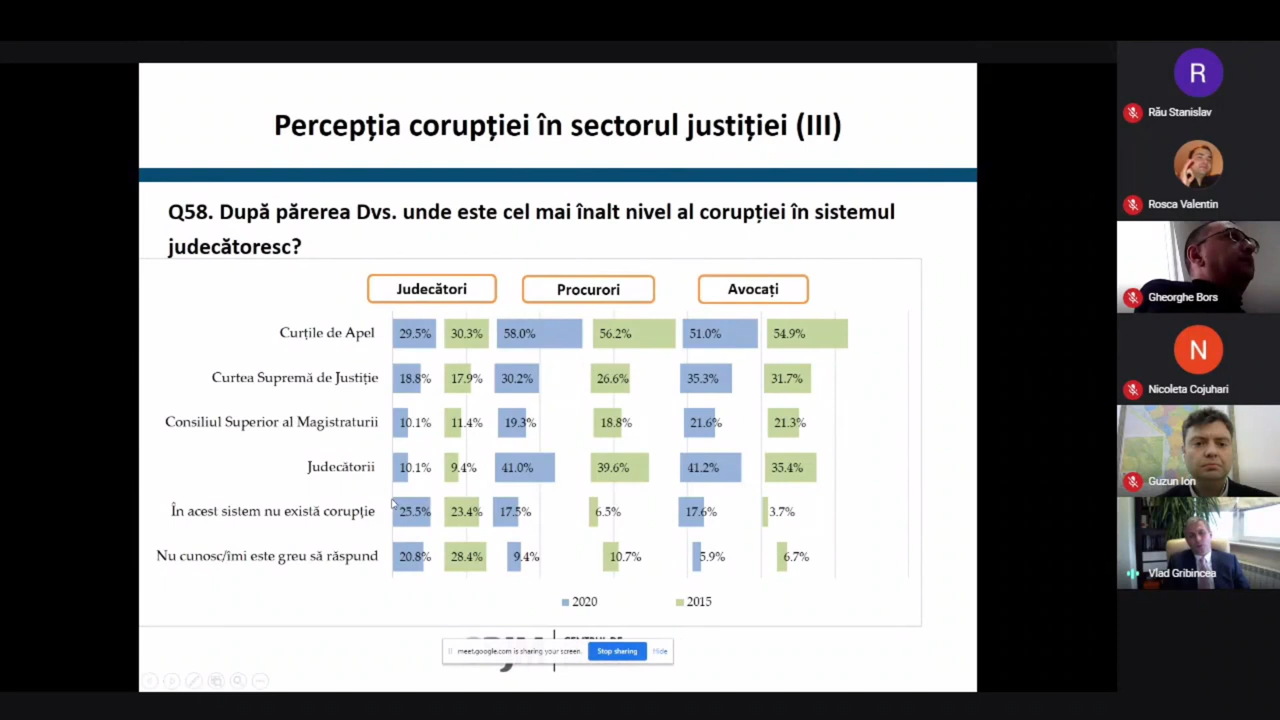 Percepția corupției în sectorul justiției (III)
Q58. După părerea Dvs. unde este cel mai înalt nivel al corupției în sistemul
judecătoresc?
Judecători Procurori Avocați
Curțile de Apel 29.5% 30.3% 58.0% 56.2% 51.0% 54.9%
Curtea Supremă de Justiție 18.8% 17.9% 30.2% 26.6% 35.3% 31.7%
Consiliul Superior al Magistraturii 10.1% 11.4% 19.3% 18.8% 21.6% 21.3%
Judecătorii 10.1% 9.4% 41.0% 39.6% 41.2% 35.4%
În acest sistem nu există corupție 25.5% 23.4% 17.5% 6.5% 17.6% 3.7%
Nu cunosc/îmi este greu să răspund 20.8% 28.4% 9.4% 10.7% 5.9% 6.7%
2020 2015
meet.google.com is sharing your screen. Stop sharing Hide
R
Rău Stanislav
Rosca Valentin
Gheorghe Bors
N
Nicoleta Cojuhari
Guzun Ion
Vlad Gribincea